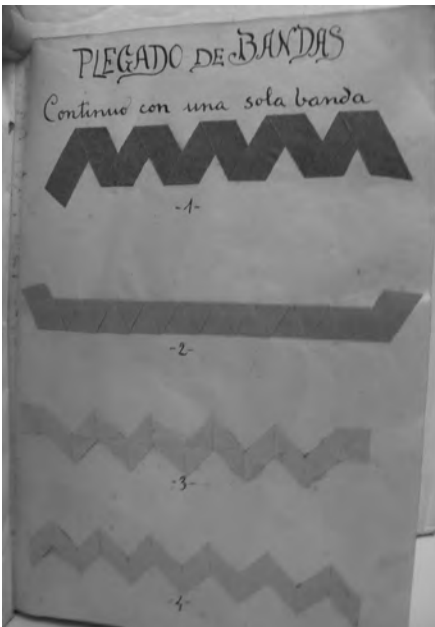 PLEGADO DE BANDAS
Continuo con una sola banda
-1-
-2-
-3-
-4-